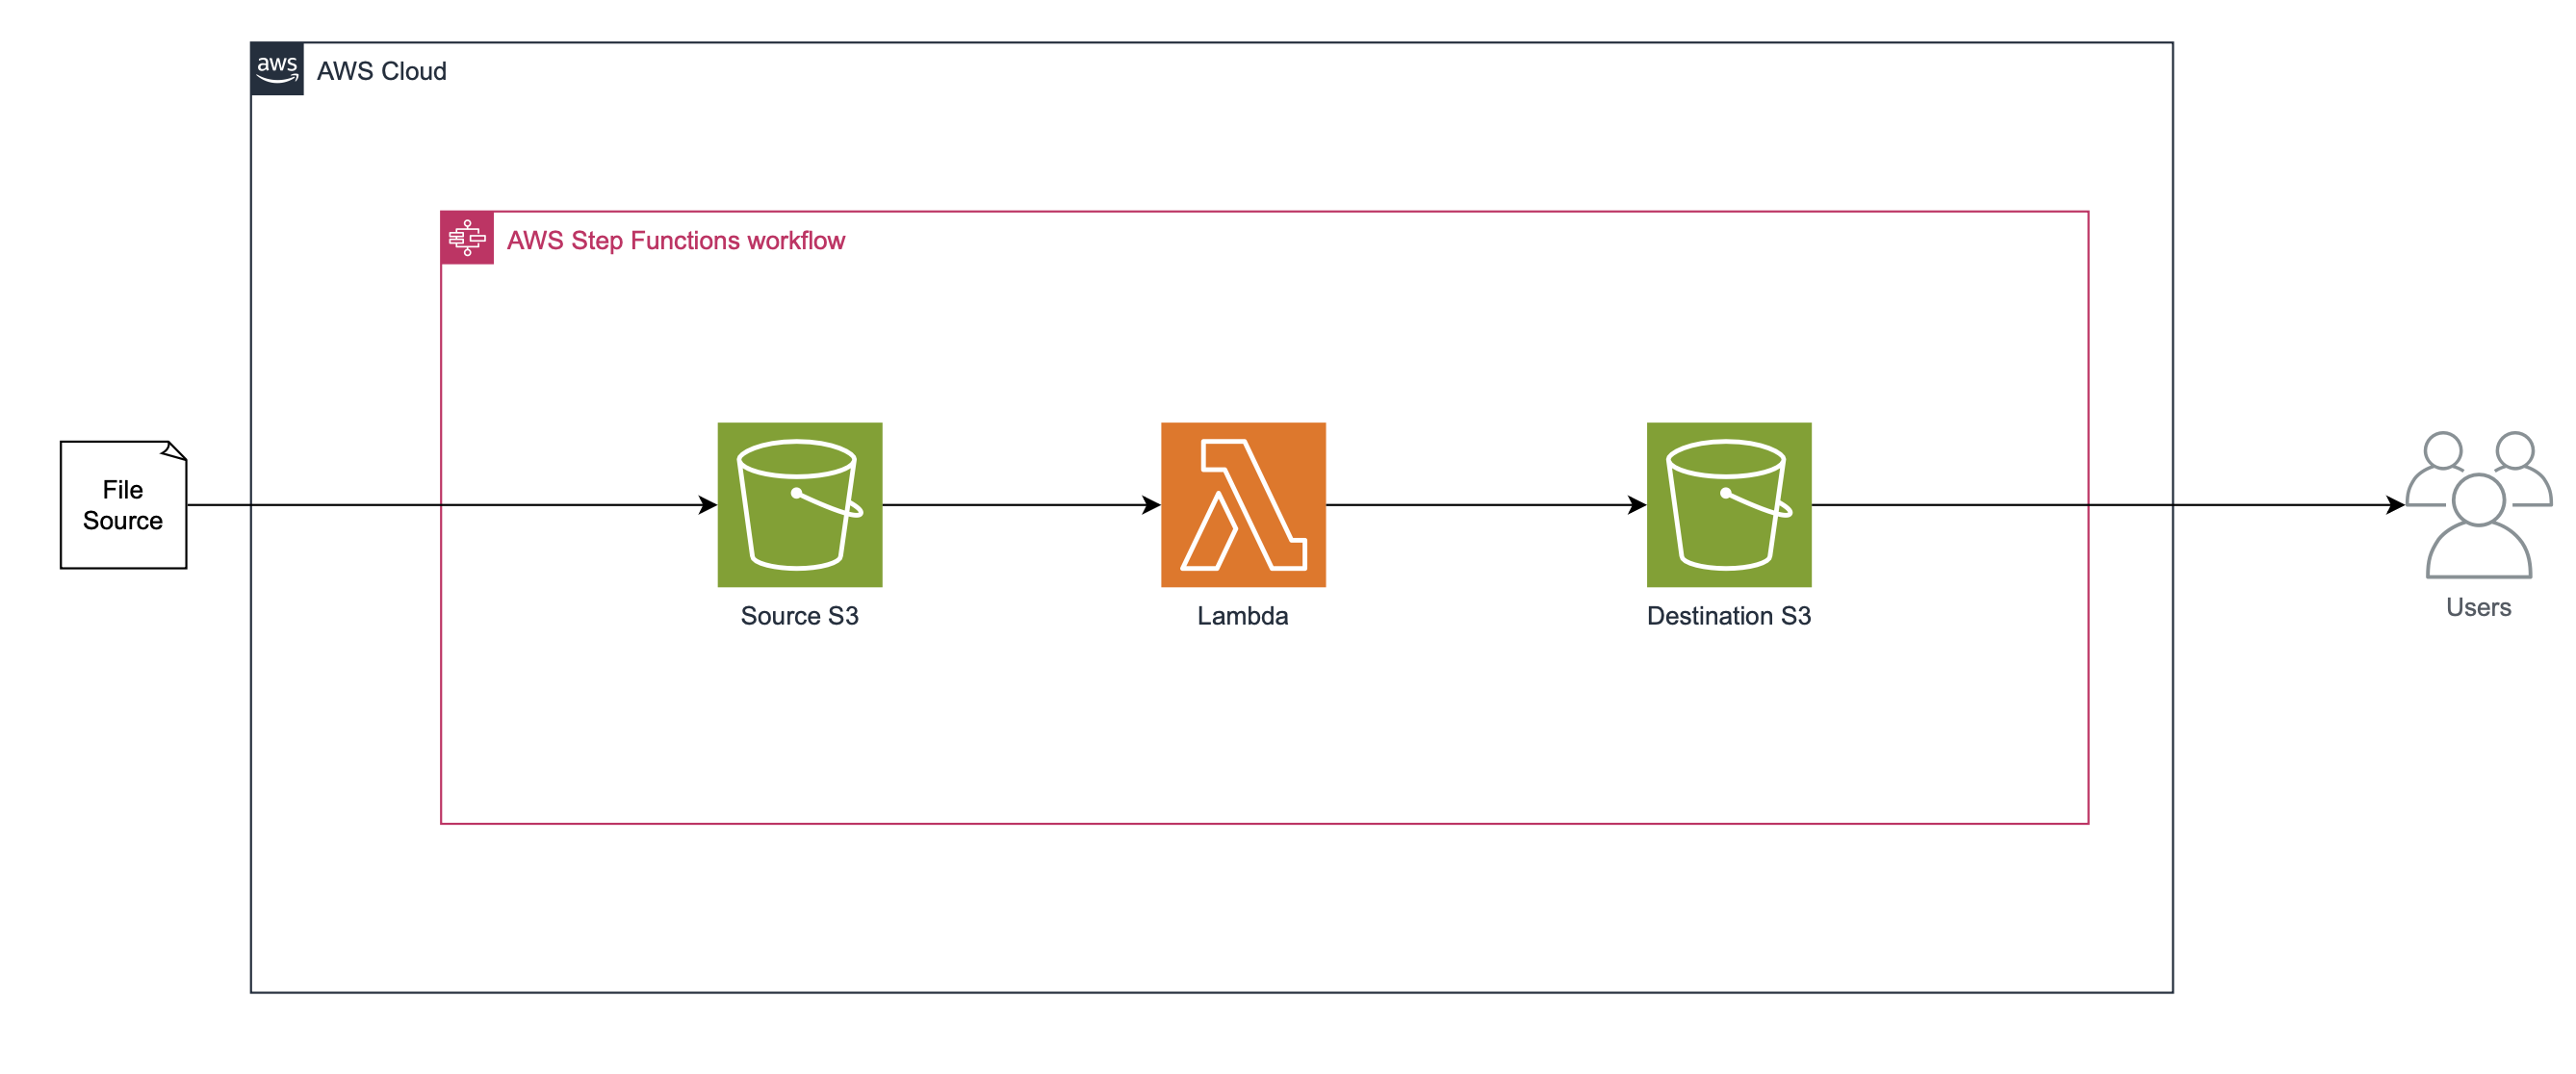 aws
AWS Cloud
AWS Step Functions workflow
File
Source
Source S3
Lambda
Destination S3
Users